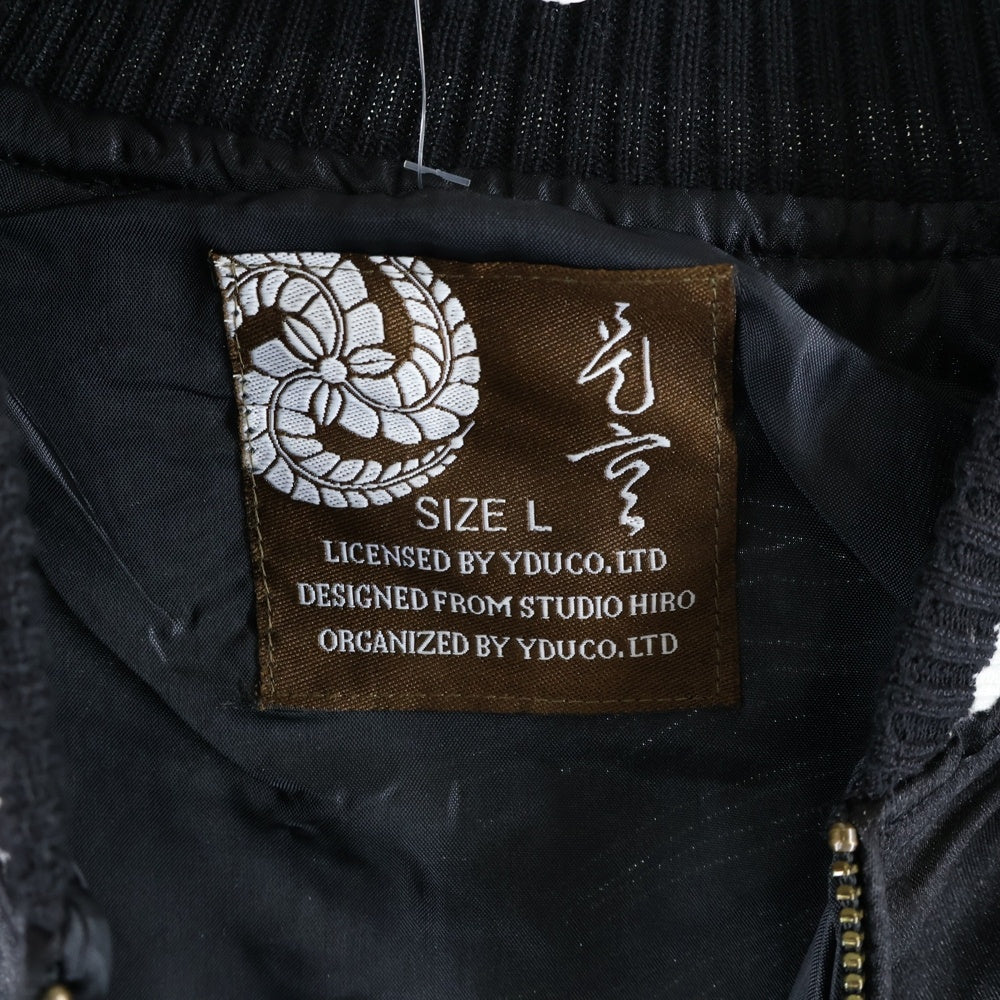 SIZE L
LICENSED BY YDUCO.LTD
DESIGNED FROM STUDIO HIRO
ORGANIZED BY YDUCO.LTD